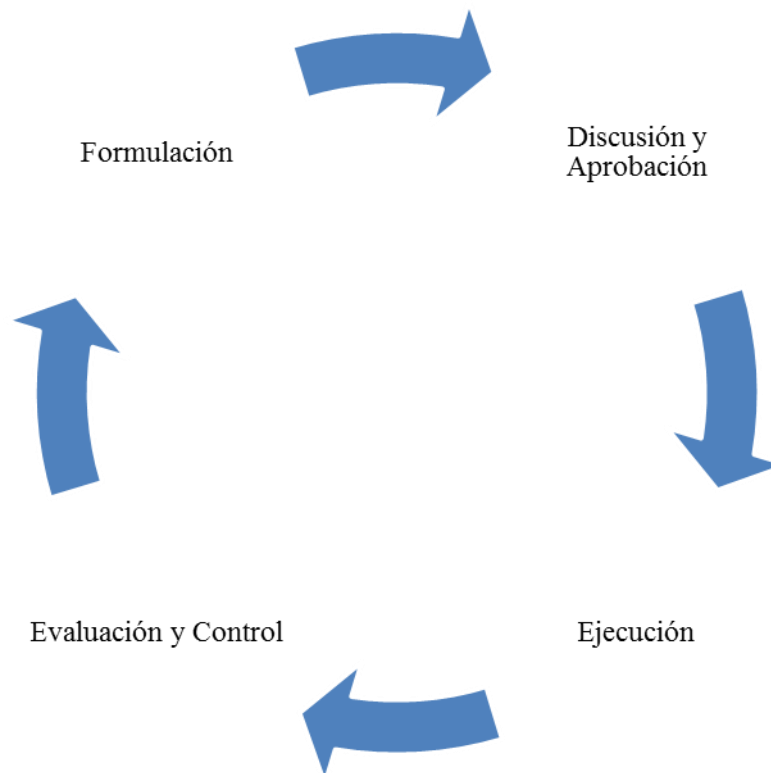 Formulación
Discusión y
Aprobación
Ejecución
Evaluación y Control